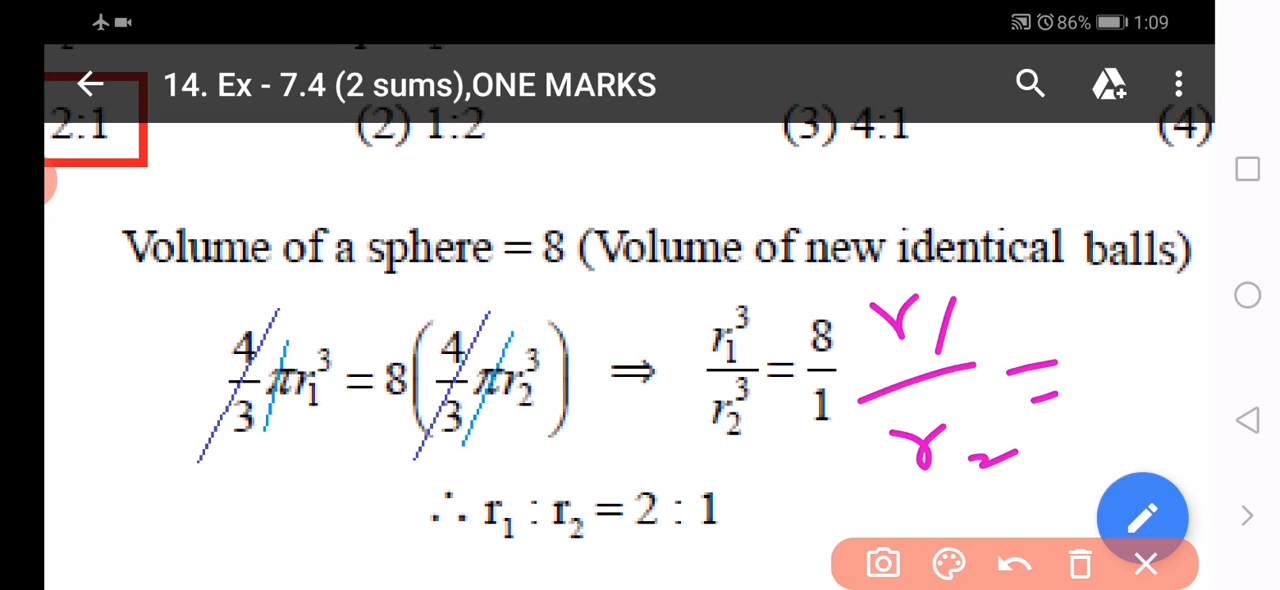 86% 1:09
14. Ex - 7.4 (2 sums),ONE MARKS
2:1 (2) 1:2 (3) 4:1 (4)
Volume of a sphere = 8 (Volume of new identical balls)
4/3 πr₁³ = 8(4/3 πr₂³) ⇒ r₁³/r₂³ = 8/1 r1/r2 =
∴ r₁ : r₂ = 2 : 1